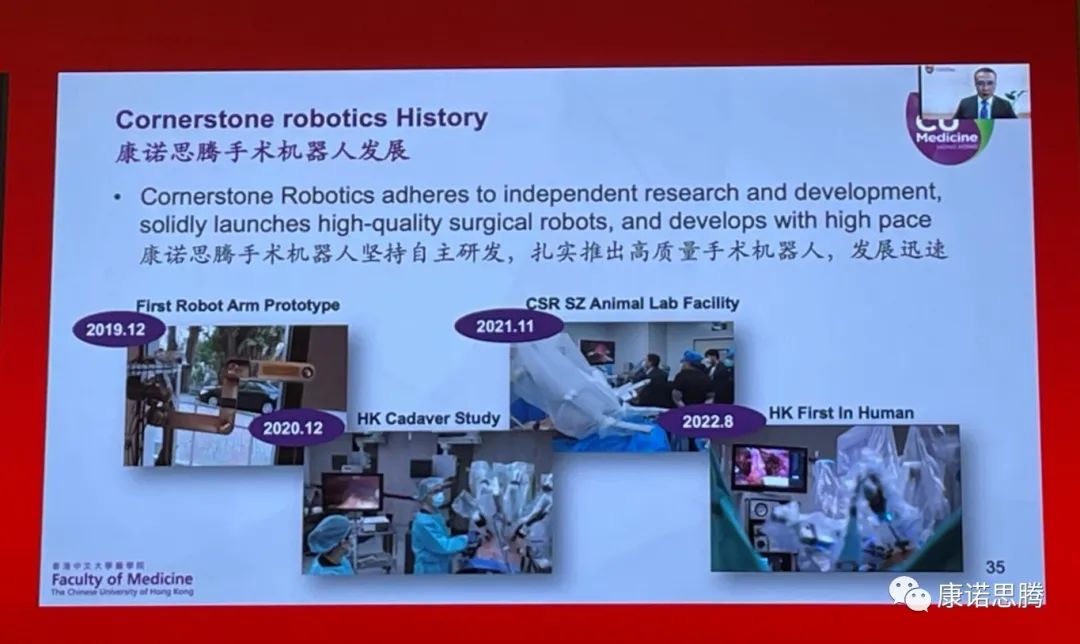 Cornerstone robotics History
康诺思腾手术机器人发展
CU
Medicine
HONG KONG
• Cornerstone Robotics adheres to independent research and development,
solidly launches high-quality surgical robots, and develops with high pace
康诺思腾手术机器人坚持自主研发，扎实推出高质量手术机器人，发展迅速
First Robot Arm Prototype
2019.12
CSR SZ Animal Lab Facility
2021.11
HK Cadaver Study
2020.12
HK First In Human
2022.8
香港中文大學醫學院
Faculty of Medicine
The Chinese University of Hong Kong
35
康诺思腾